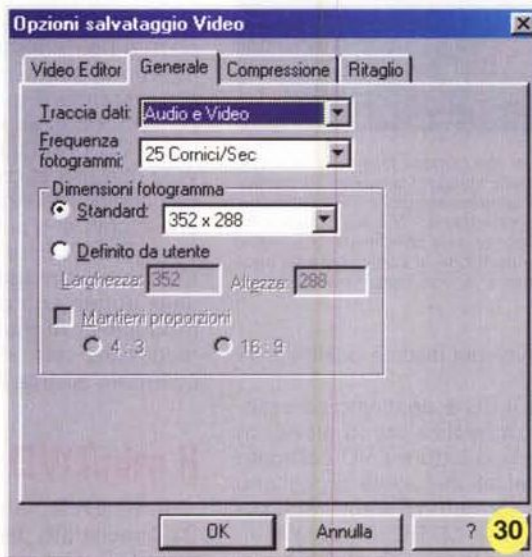 Opzioni salvataggio Video
Video Editor Generale Compressione Ritaglio
Traccia dati: Audio e Video
Frequenza
fotogrammi: 25 Cornici/Sec
Dimensioni fotogramma
Standard: 352 x 288
Definito da utente
Larghezza: 352 Altezza: 288
Mantieni proporzioni
4 : 3 16 : 9
OK Annulla ? 30